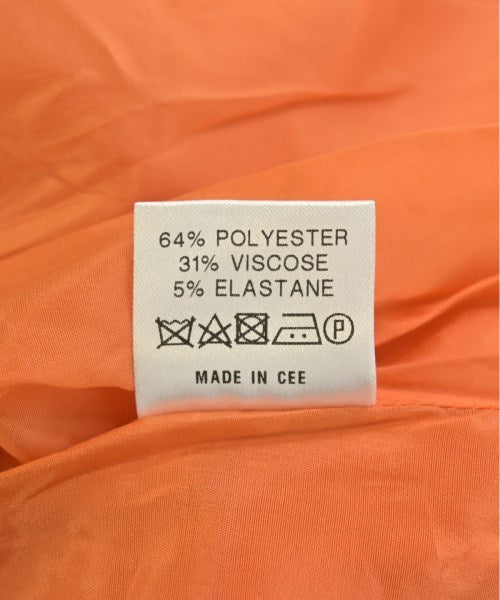 64% POLYESTER
31% VISCOSE
5% ELASTANE
P
MADE IN CEE